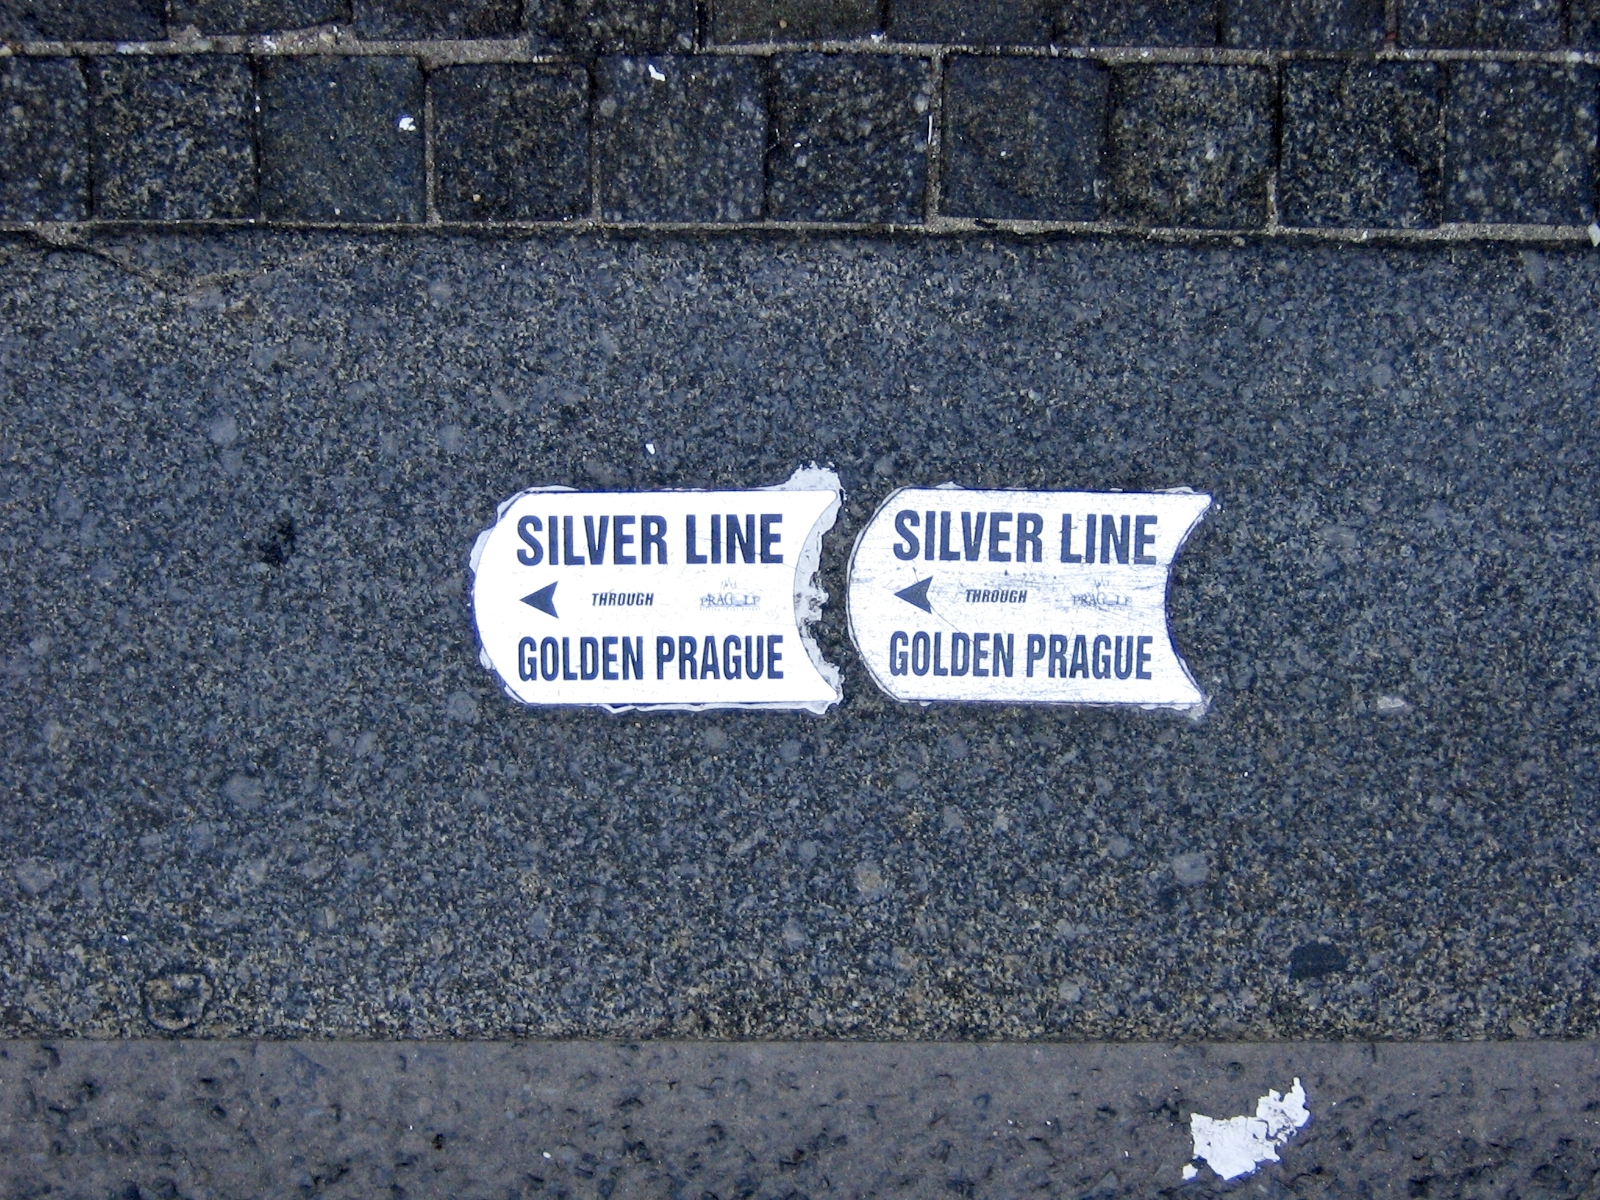 SILVER LINE
THROUGH
GOLDEN PRAGUE
SILVER LINE
THROUGH
GOLDEN PRAGUE